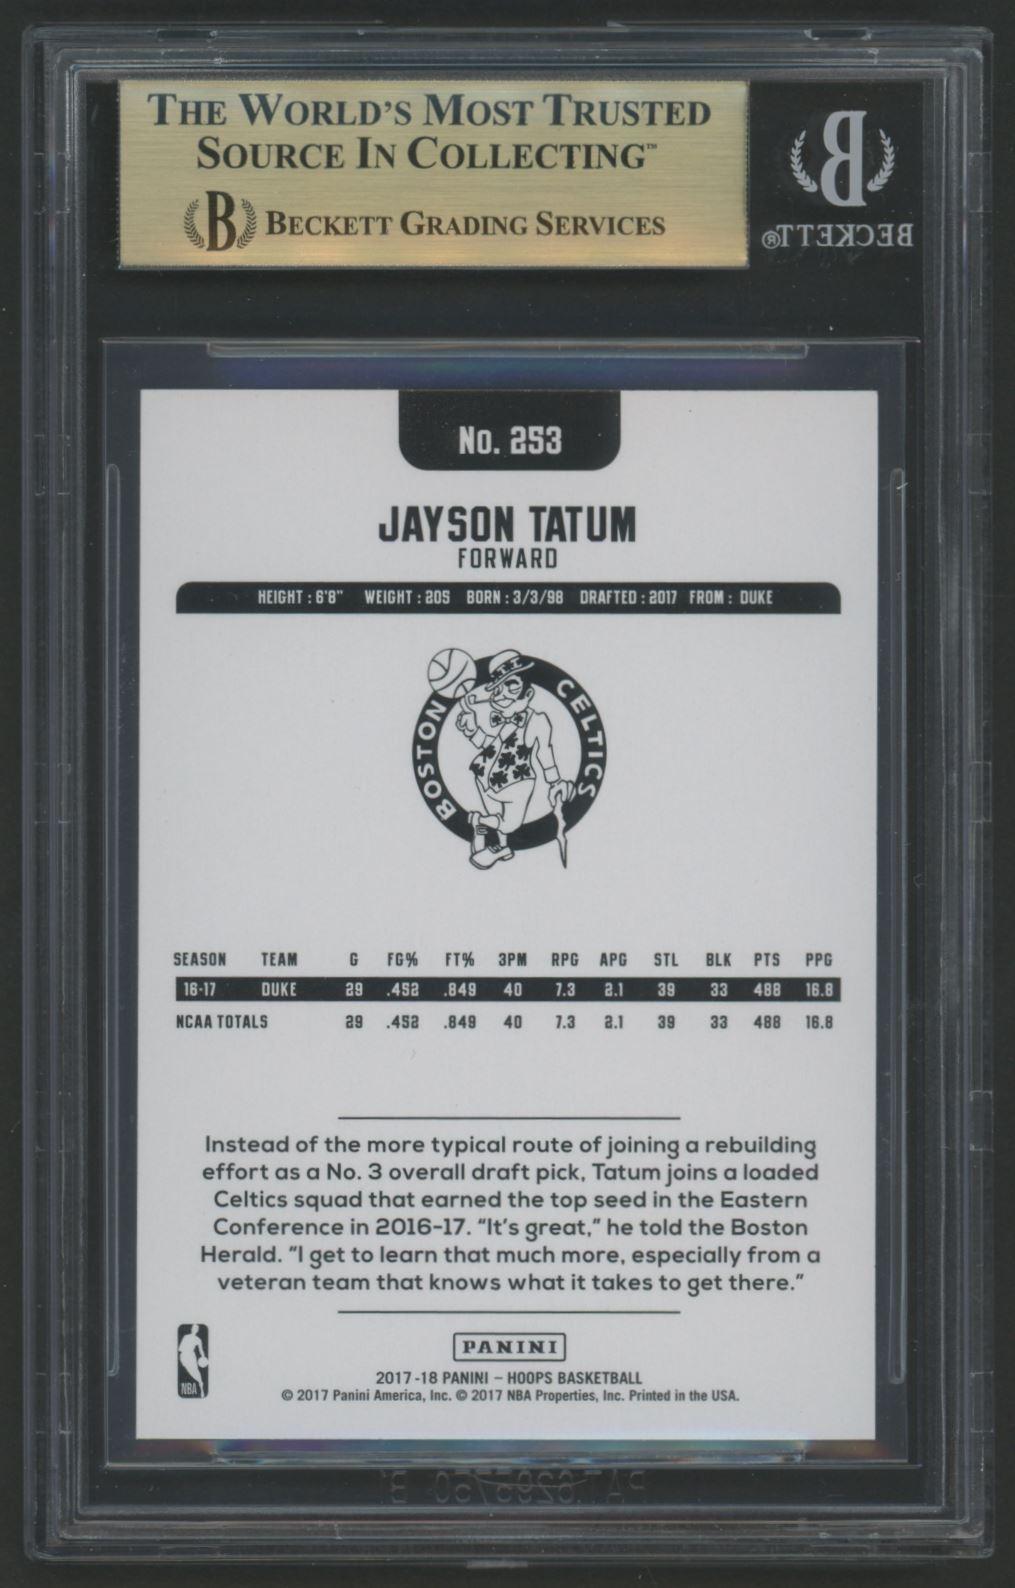 THE WORLD'S MOST TRUSTED
SOURCE IN COLLECTING™
B BECKETT GRADING SERVICES
B
BECKETT®
No. 253
JAYSON TATUM
FORWARD
HEIGHT : 6'8" WEIGHT : 205 BORN : 3/3/98 DRAFTED : 2017 FROM : DUKE
BOSTON CELTICS
SEASON TEAM G FG% FT% 3PM RPG APG STL BLK PTS PPG
16-17 DUKE 29 .452 .849 40 7.3 2.1 39 33 488 16.8
NCAA TOTALS 29 .452 .849 40 7.3 2.1 39 33 488 16.8
Instead of the more typical route of joining a rebuilding
effort as a No. 3 overall draft pick, Tatum joins a loaded
Celtics squad that earned the top seed in the Eastern
Conference in 2016-17. “It's great,” he told the Boston
Herald. “I get to learn that much more, especially from a
veteran team that knows what it takes to get there.”
NBA
PANINI
2017-18 PANINI – HOOPS BASKETBALL
© 2017 Panini America, Inc. © 2017 NBA Properties, Inc. Printed in the USA.